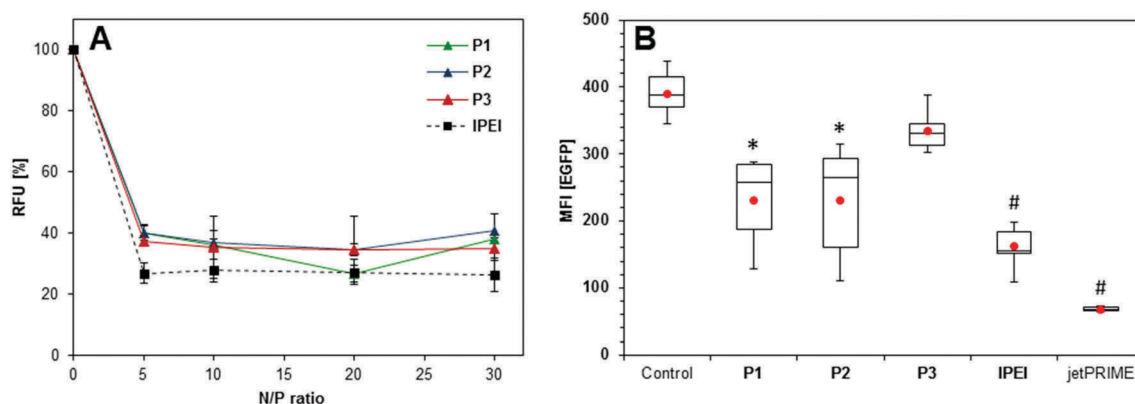 A
B
P1
P2
P3
lPEI
RFU [%]
100
80
60
40
20
0
0 5 10 15 20 25 30
N/P ratio
MFI [EGFP]
500
400
300
200
100
0
* * # #
Control P1 P2 P3 lPEI jetPRIME